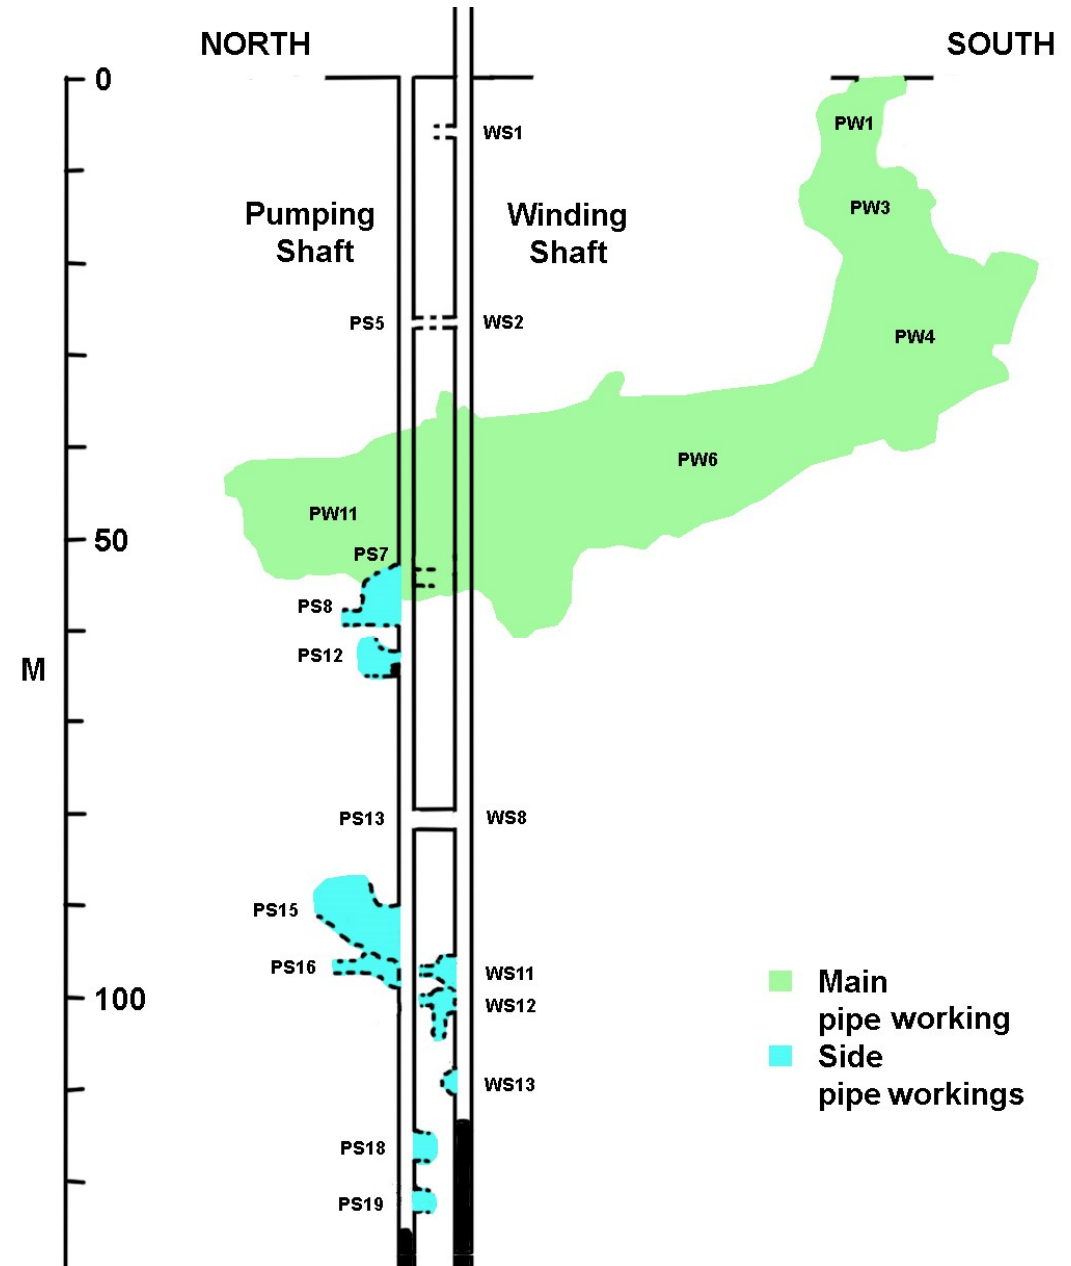 NORTH
SOUTH
0
WS1
PW1
Pumping
Shaft
Winding
Shaft
PW3
PS5
WS2
PW4
PW6
PW11
50
PS7
PS8
PS12
M
PS13
WS8
PS15
PS16
WS11
100
WS12
WS13
PS18
PS19
Main
pipe working
Side
pipe workings